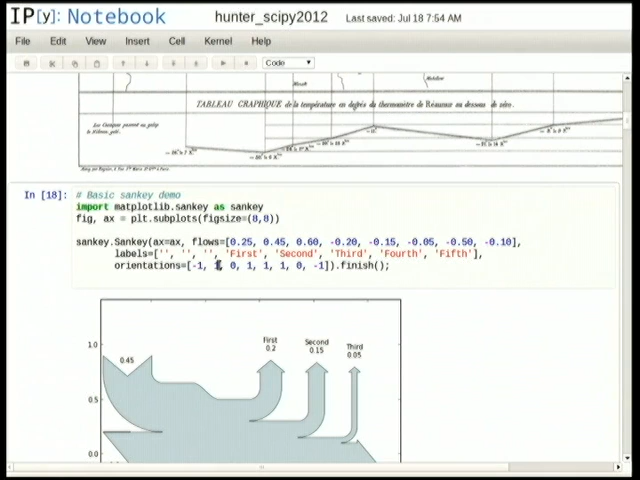 IP[y]: Notebook
hunter_scipy2012
Last saved: Jul 18 7:54 AM
File Edit View Insert Cell Kernel Help
Code
TABLEAU GRAPHIQUE de la température en degrés du thermomètre de Réaumur au dessous de zéro.
In [18]:
# Basic sankey demo
import matplotlib.sankey as sankey
fig, ax = plt.subplots(figsize=(8,8))
sankey.Sankey(ax=ax, flows=[0.25, 0.45, 0.60, -0.20, -0.15, -0.05, -0.50, -0.10],
labels=['', '', '', 'First', 'Second', 'Third', 'Fourth', 'Fifth'],
orientations=[-1, 1, 0, 1, 1, 1, 0, -1]).finish();
First
0.2
Second
0.15
Third
0.05
1.0
0.45
0.5
0.0